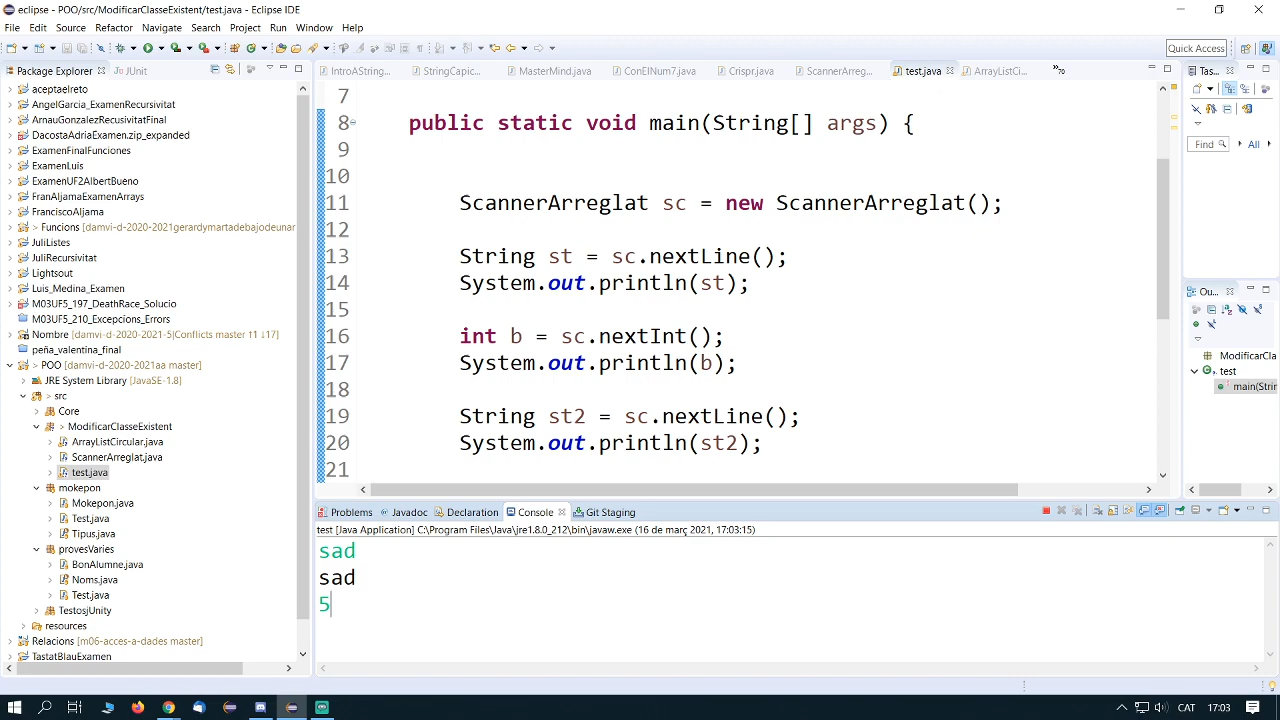 eclipse - POO/src/ModificarClasseExistent/test.java - Eclipse IDE
File Edit Source Refactor Navigate Search Project Run Window Help
Quick Access
Package Explorer JUnit
IntroAString... StringCapic... MasterMind.java ConEINum7.java Crispr.java ScannerArreg... test.java ArrayListCi... »70
Tas...
Find All
aceptaelreto
AngelGarcia_ExamenRecursivitat
ArnauGonzalezRecusivitatFinal
DacostaAdriaExamen.zip_expanded
ExamenFinalFunciones
ExamenLuis
ExamenUF2AlbertBueno
FranAljamaExamenArrays
FranciscoAljama
> Funcions [damvi-d-2020-2021gerardymartadebajodeunar
JuliListes
JuliRecursivitat
Lightsout
Luis_Medina_Examen
M03UF5_197_DeathRace_Solucio
M03UF5_210_Excepcions_Errors
> Nombre [damvi-d-2020-2021-5|Conflicts master ↑1 ↓17]
peña_valentina_final
> POO [damvi-d-2020-2021aa master]
JRE System Library [JavaSE-1.8]
> src
Core
> ModificarClasseExistent
ArrayListCircular.java
ScannerArreglat.java
test.java
mokepon
Mokepon.java
Test.java
Tipus.java
provesVaries
BonAlumne.java
Noms.java
Test.java
TestosjUnity
resources
Relacions [m06-acces-a-dades master]
TastatBlauExamen
7
8 public static void main(String[] args) {
9
10
11 ScannerArreglat sc = new ScannerArreglat();
12
13 String st = sc.nextLine();
14 System.out.println(st);
15
16 int b = sc.nextInt();
17 System.out.println(b);
18
19 String st2 = sc.nextLine();
20 System.out.println(st2);
21
Ou...
ModificarCla
test
main(Strin
Problems Javadoc Declaration Console Git Staging
test [Java Application] C:\Program Files\Java\jre1.8.0_212\bin\javaw.exe (16 de març 2021, 17:03:15)
sad
sad
5
CAT 17:03